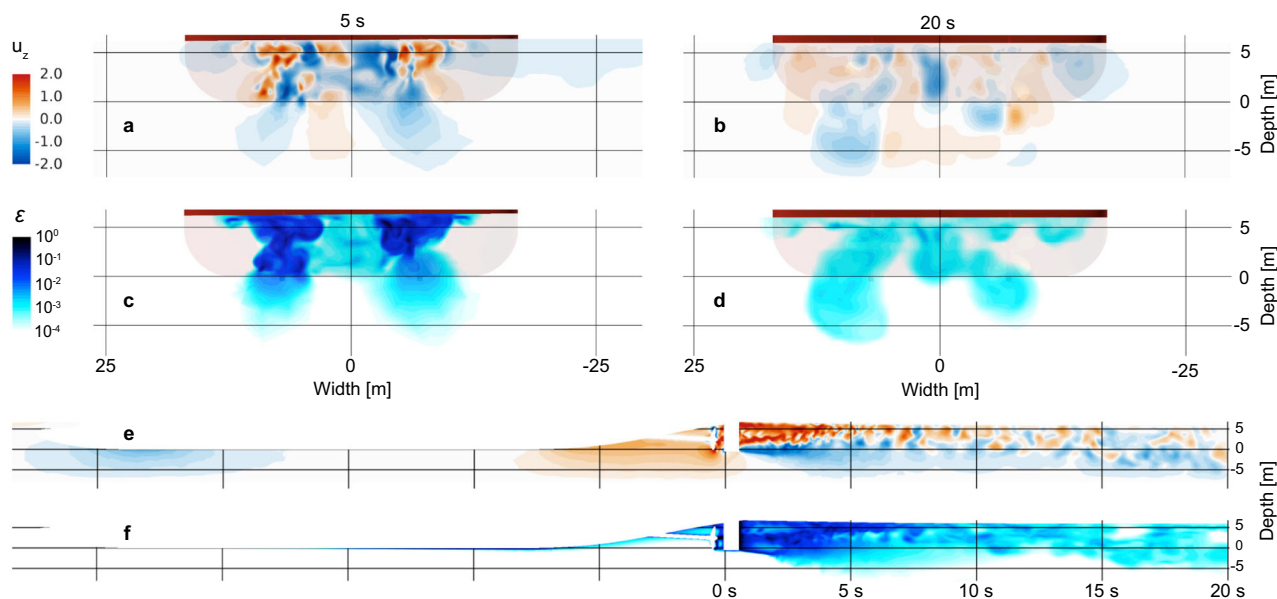 5 s 20 s
u_z
2.0
1.0
0.0
-1.0
-2.0
a b
5
0
-5
Depth [m]
ε
10^0
10^-1
10^-2
10^-3
10^-4
c d
5
0
-5
Depth [m]
25 0 -25 25 0 -25
Width [m] Width [m]
e
5
0
-5
Depth [m]
f
5
0
-5
0 s 5 s 10 s 15 s 20 s